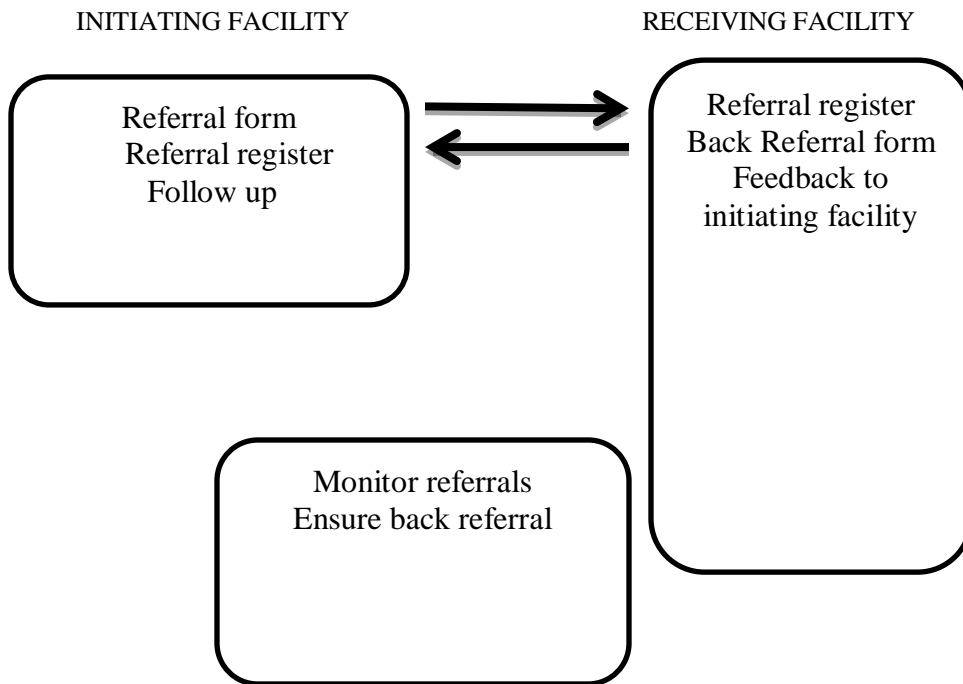 INITIATING FACILITY
RECEIVING FACILITY
Referral form
Referral register
Follow up
Referral register
Back Referral form
Feedback to
initiating facility
Monitor referrals
Ensure back referral